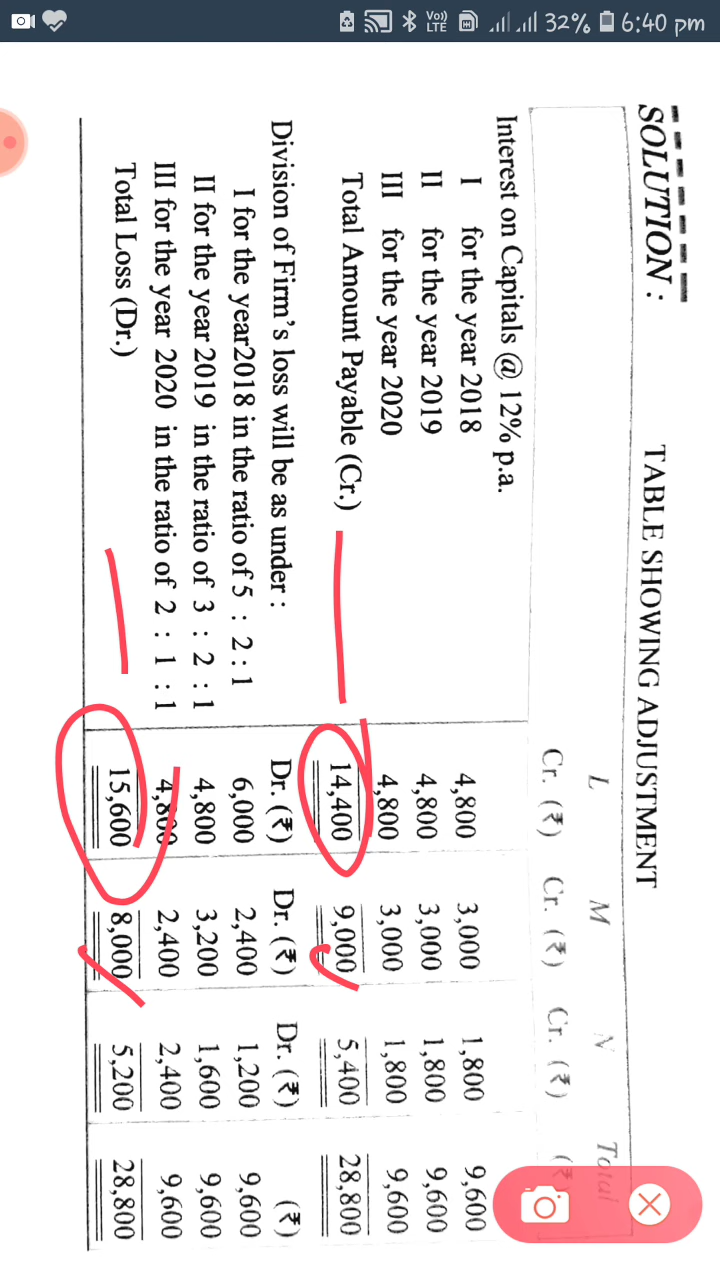 32% 6:40 pm
SOLUTION :
TABLE SHOWING ADJUSTMENT
L M N Total
Cr. (₹) Cr. (₹) Cr. (₹)
Interest on Capitals @ 12% p.a.
I for the year 2018 4,800 3,000 1,800 9,600
II for the year 2019 4,800 3,000 1,800 9,600
III for the year 2020 4,800 3,000 1,800 9,600
Total Amount Payable (Cr.) 14,400 9,000 5,400 28,800
Division of Firm's loss will be as under : Dr. (₹) Dr. (₹) Dr. (₹) (₹)
I for the year2018 in the ratio of 5 : 2 : 1 6,000 2,400 1,200 9,600
II for the year 2019 in the ratio of 3 : 2 : 1 4,800 3,200 1,600 9,600
III for the year 2020 in the ratio of 2 : 1 : 1 4,800 2,400 2,400 9,600
Total Loss (Dr.) 15,600 8,000 5,200 28,800